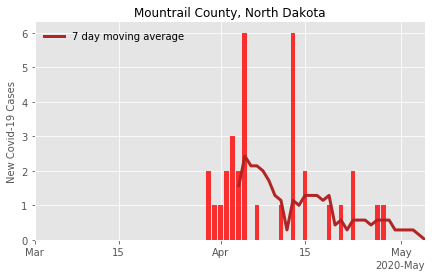 Mountrail County, North Dakota
7 day moving average
New Covid-19 Cases
6
5
4
3
2
1
0
Mar 15 Apr 15 May
2020-May